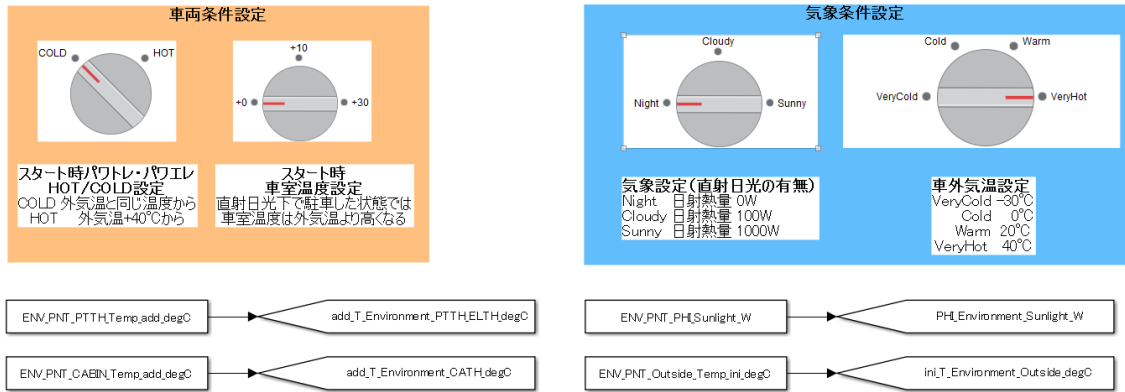 車両条件設定
COLD
HOT
+10
+0
+30
スタート時パワトレ・パワエレ
HOT/COLD設定
COLD 外気温と同じ温度から
HOT 外気温+40℃から
スタート時
車室温度設定
直射日光下で駐車した状態では
車室温度は外気温より高くなる
気象条件設定
Cloudy
Night
Sunny
Cold
Warm
VeryCold
VeryHot
気象設定(直射日光の有無)
Night 日射熱量 0W
Cloudy 日射熱量 100W
Sunny 日射熱量 1000W
車外気温設定
VeryCold -30℃
Cold 0℃
Warm 20℃
VeryHot 40℃
ENV_PNT_PTTH_Temp_add_degC
add_T_Environment_PTTH_ELTH_degC
ENV_PNT_PHI_Sunlight_W
PHI_Environment_Sunlight_W
ENV_PNT_CABIN_Temp_add_degC
add_T_Environment_CATH_degC
ENV_PNT_Outside_Temp_ini_degC
ini_T_Environment_Outside_degC